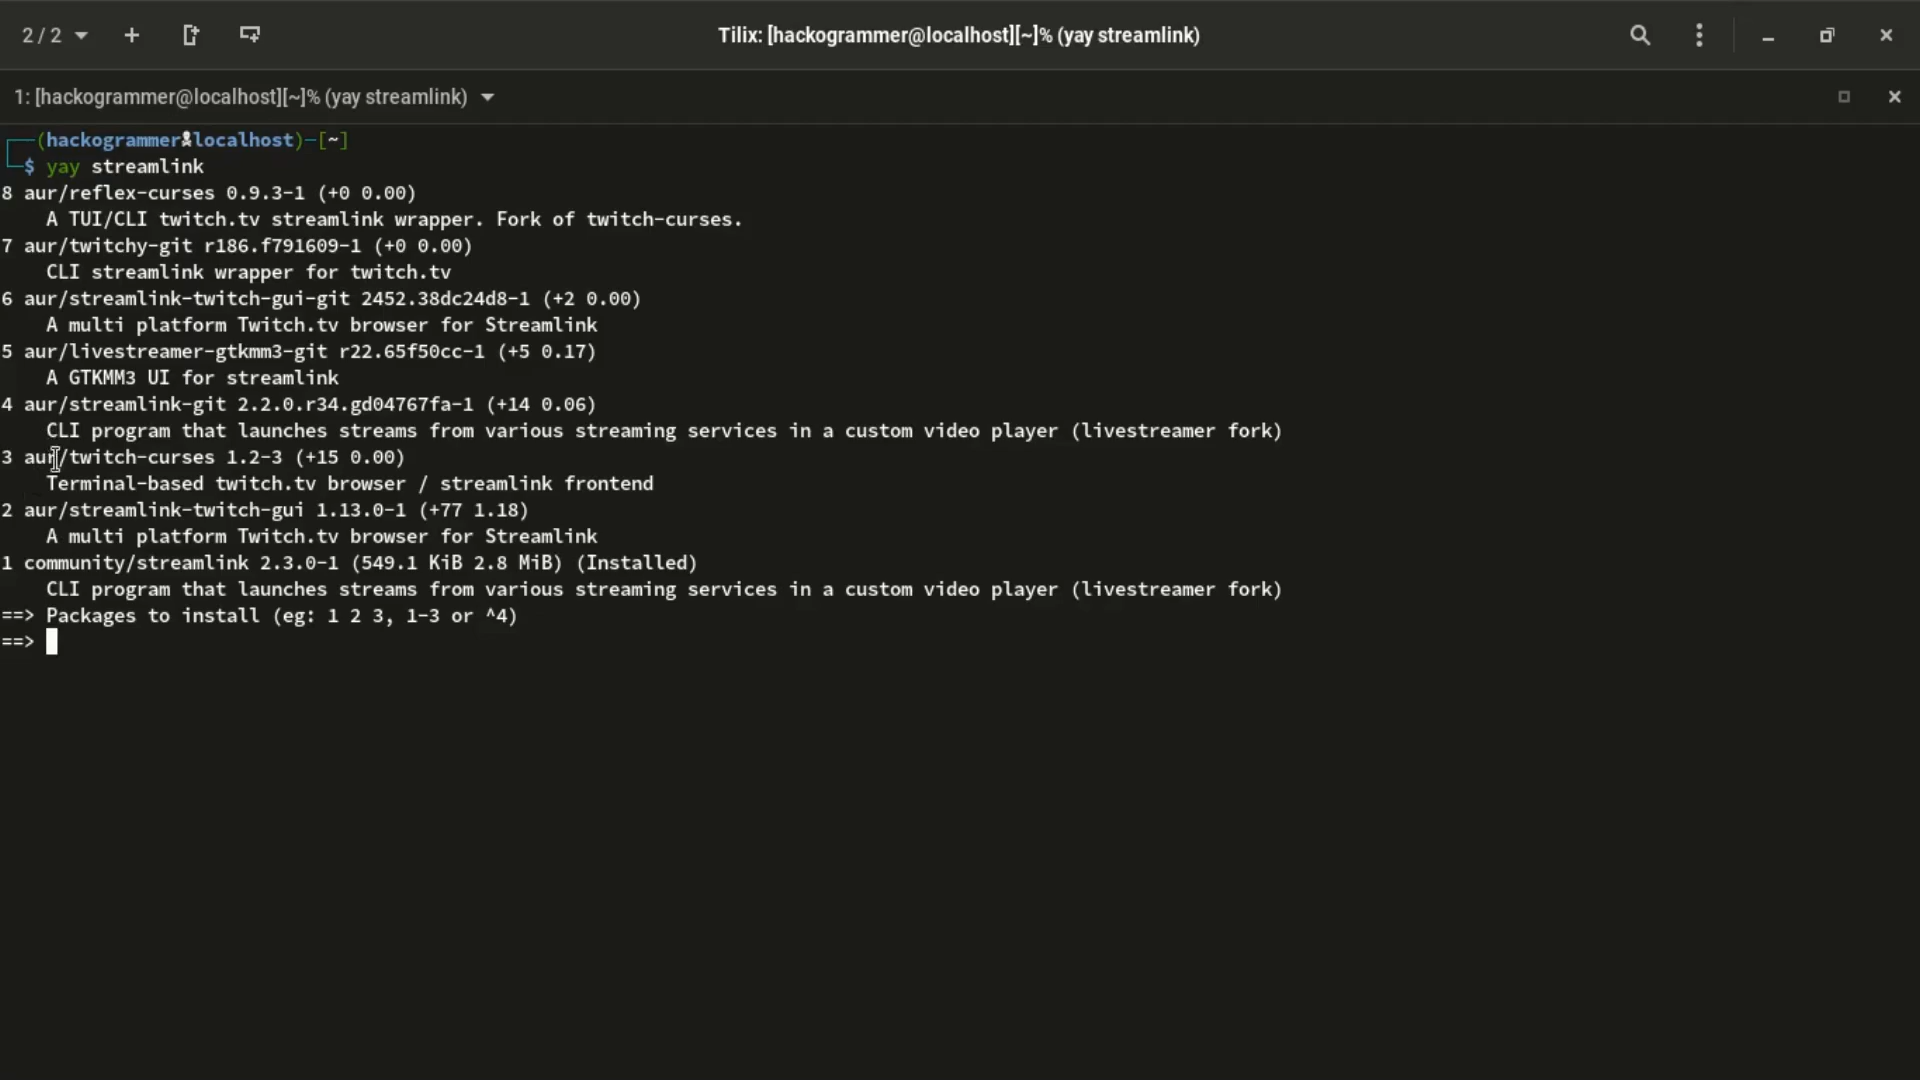 2 / 2
Tilix: [hackogrammer@localhost][~]% (yay streamlink)
1: [hackogrammer@localhost][~]% (yay streamlink)
┌──(hackogrammer㉿localhost)-[~]
└─$ yay streamlink
8 aur/reflex-curses 0.9.3-1 (+0 0.00)
    A TUI/CLI twitch.tv streamlink wrapper. Fork of twitch-curses.
7 aur/twitchy-git r186.f791609-1 (+0 0.00)
    CLI streamlink wrapper for twitch.tv
6 aur/streamlink-twitch-gui-git 2452.38dc24d8-1 (+2 0.00)
    A multi platform Twitch.tv browser for Streamlink
5 aur/livestreamer-gtkmm3-git r22.65f50cc-1 (+5 0.17)
    A GTKMM3 UI for streamlink
4 aur/streamlink-git 2.2.0.r34.gd04767fa-1 (+14 0.06)
    CLI program that launches streams from various streaming services in a custom video player (livestreamer fork)
3 aur/twitch-curses 1.2-3 (+15 0.00)
    Terminal-based twitch.tv browser / streamlink frontend
2 aur/streamlink-twitch-gui 1.13.0-1 (+77 1.18)
    A multi platform Twitch.tv browser for Streamlink
1 community/streamlink 2.3.0-1 (549.1 KiB 2.8 MiB) (Installed)
    CLI program that launches streams from various streaming services in a custom video player (livestreamer fork)
==> Packages to install (eg: 1 2 3, 1-3 or ^4)
==>